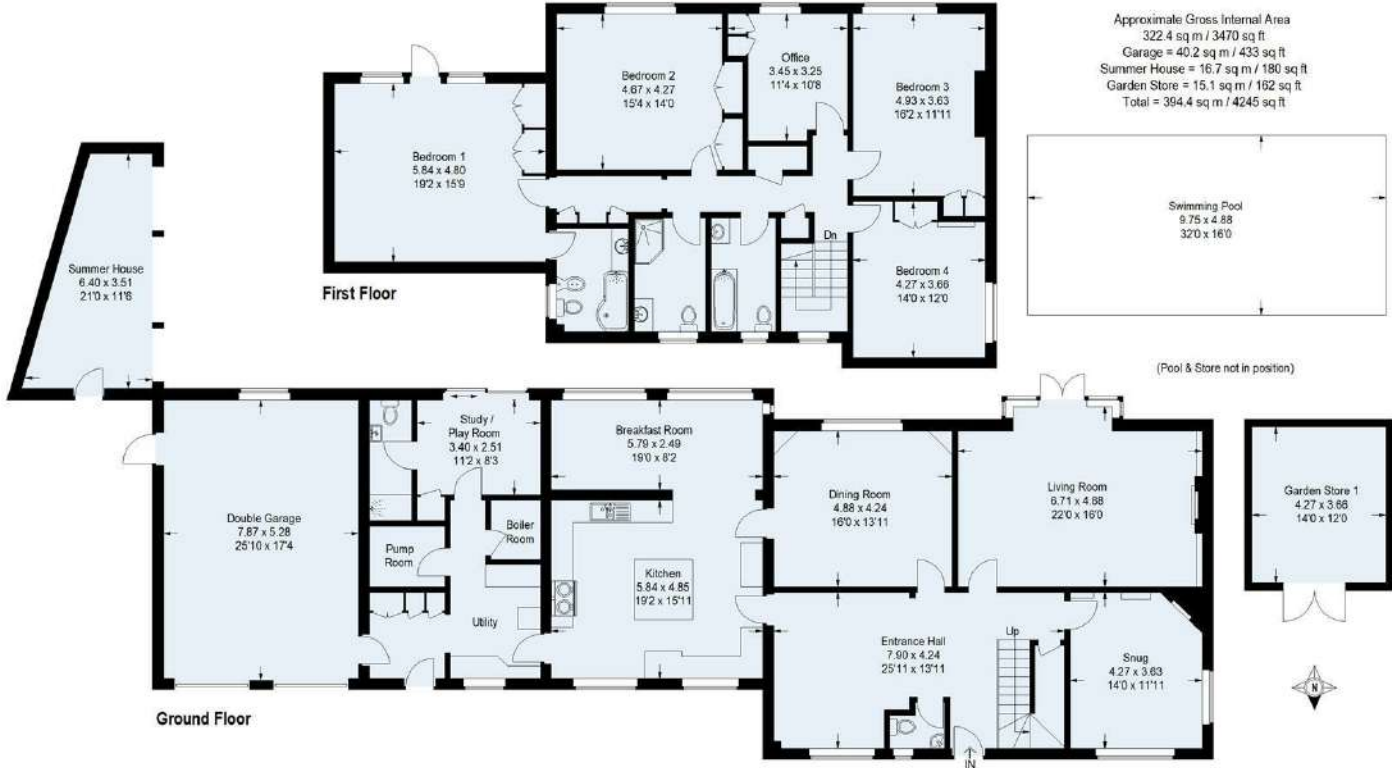 Approximate Gross Internal Area
322.4 sq m / 3470 sq ft
Garage = 40.2 sq m / 433 sq ft
Summer House = 16.7 sq m / 180 sq ft
Garden Store = 15.1 sq m / 162 sq ft
Total = 394.4 sq m / 4245 sq ft
Bedroom 1
5.84 x 4.80
19'2 x 15'9
Bedroom 2
4.67 x 4.27
15'4 x 14'0
Office
3.45 x 3.25
11'4 x 10'8
Bedroom 3
4.93 x 3.63
16'2 x 11'11
Bedroom 4
4.27 x 3.66
14'0 x 12'0
Dn
First Floor
Swimming Pool
9.75 x 4.88
32'0 x 16'0
(Pool & Store not in position)
Summer House
6.40 x 3.51
21'0 x 11'6
Double Garage
7.87 x 5.28
25'10 x 17'4
Study /
Play Room
3.40 x 2.51
11'2 x 8'3
Pump
Room
Boiler
Room
Utility
Breakfast Room
5.79 x 2.49
19'0 x 8'2
Kitchen
5.84 x 4.85
19'2 x 15'11
Dining Room
4.88 x 4.24
16'0 x 13'11
Living Room
6.71 x 4.88
22'0 x 16'0
Entrance Hall
7.90 x 4.24
25'11 x 13'11
Up
Snug
4.27 x 3.63
14'0 x 11'11
IN
Garden Store 1
4.27 x 3.66
14'0 x 12'0
N
Ground Floor